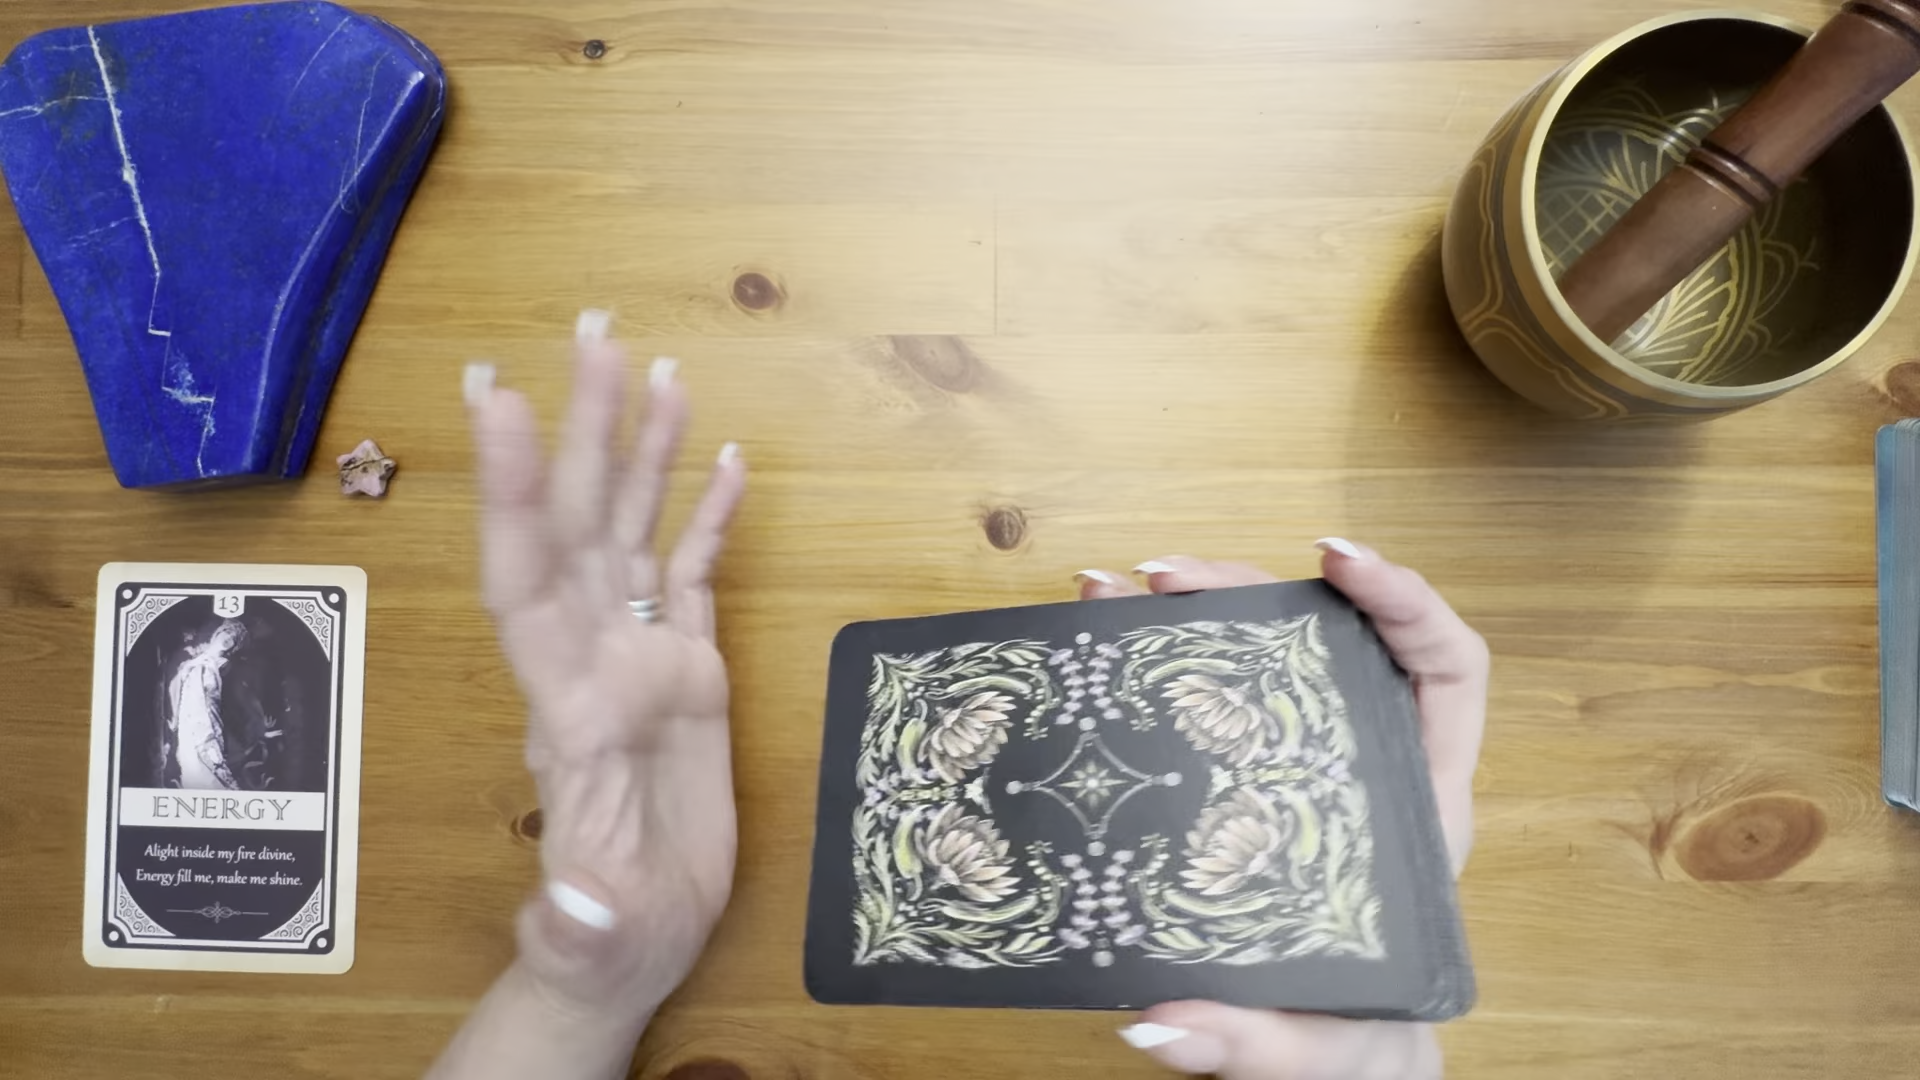 13
ENERGY
Alight inside my fire divine,
Energy fill me, make me shine.